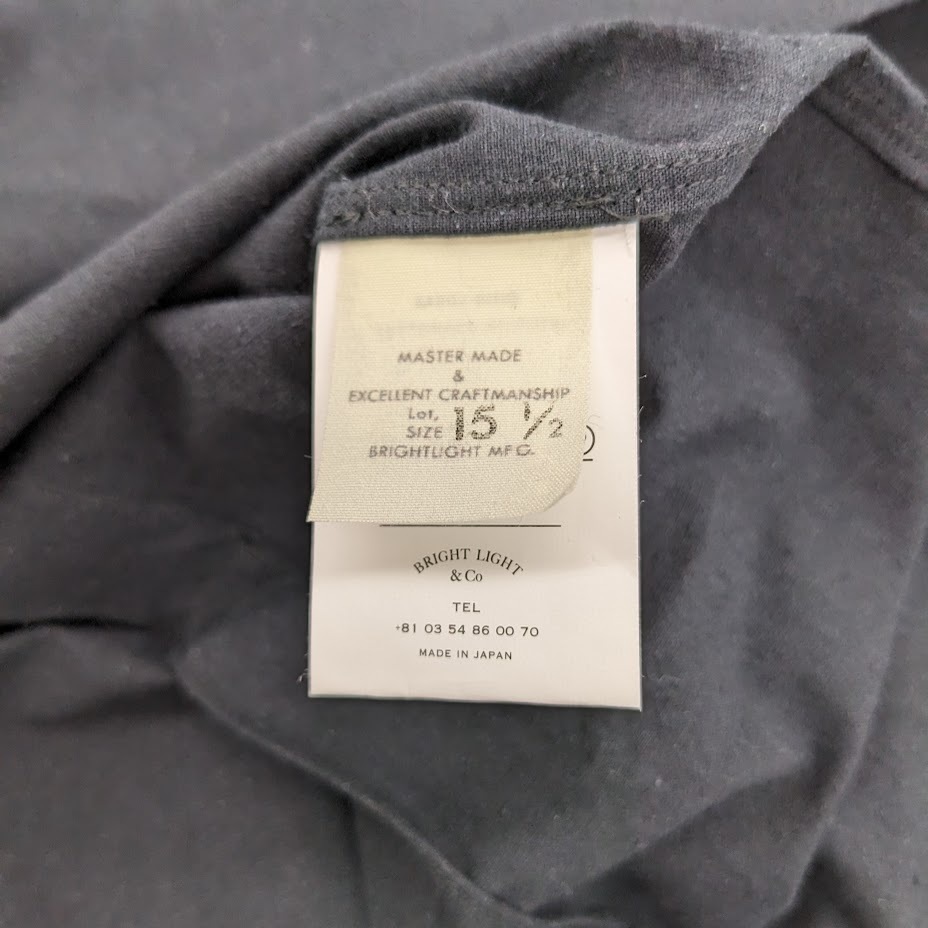 MASTER MADE
&
EXCELLENT CRAFTMANSHIP
Lot,
SIZE 15 ½
BRIGHTLIGHT MFG.
BRIGHT LIGHT
& Co
TEL
+81 03 54 86 00 70
MADE IN JAPAN